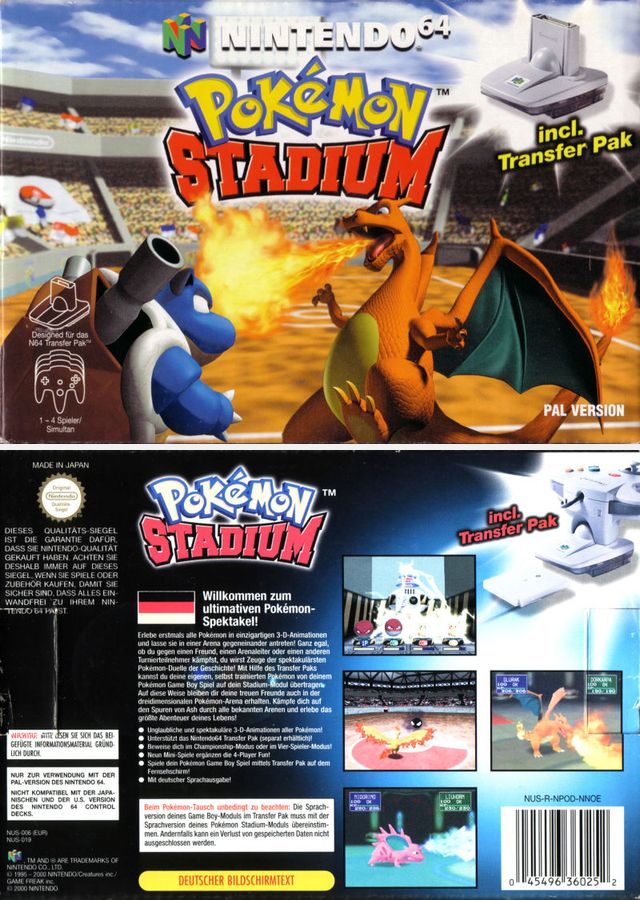 NINTENDO 64
POKéMON™
STADIUM
incl.
Transfer Pak
Nintendo
Designed für das
N64 Transfer Pak™
1 – 4 Spieler/
Simultan
PAL VERSION
MADE IN JAPAN
Original
Nintendo
DIESES QUALITÄTS-SIEGEL
IST DIE GARANTIE DAFÜR,
DASS SIE NINTENDO-QUALITÄT
GEKAUFT HABEN. ACHTEN SIE
DESHALB IMMER AUF DIESES
SIEGEL, WENN SIE SPIELE ODER
ZUBEHÖR KAUFEN, DAMIT SIE
SICHER SIND, DASS ALLES EIN-
WANDFREI ZU IHREM NIN-
TENDO 64 PASST.
WICHTIG: BITTE LESEN SIE SICH DAS BEI-
GEFÜGTE INFORMATIONSMATERIAL GRÜND-
LICH DURCH.
NUR ZUR VERWENDUNG MIT DER
PAL-VERSION DES NINTENDO 64.
NICHT KOMPATIBEL MIT DER JAPA-
NISCHEN UND DER U.S. VERSION
DES NINTENDO 64 CONTROL
DECKS.
NUS-006 (EUR)
NUS-019
TM AND ® ARE TRADEMARKS OF
NINTENDO CO., LTD.
© 1995 – 2000 NINTENDO/Creatures inc./
GAME FREAK inc.
© 2000 NINTENDO.
POKéMON™
STADIUM
Willkommen zum
ultimativen Pokémon-
Spektakel!
Erlebe erstmals alle Pokémon in einzigartigen 3-D-Animationen
und lasse sie in einer Arena gegeneinander antreten! Ganz egal,
ob du gegen einen Freund, einen Arenaleiter oder einen anderen
Turnierteilnehmer kämpfst, du wirst Zeuge der spektakulärsten
Pokémon-Duelle der Geschichte! Mit Hilfe des Transfer Paks
kannst du deine eigenen, selbst trainierten Pokémon von deinem
Pokémon Game Boy Spiel auf dein Stadium-Modul übertragen.
Auf diese Weise bleiben dir deine treuen Freunde auch in der
dreidimensionalen Pokémon-Arena erhalten. Kämpfe dich auf
den Spuren von Ash durch alle bekannten Arenen und erlebe das
größte Abenteuer deines Lebens!
● Unglaubliche und spektakuläre 3-D-Animationen aller Pokémon!
● Unterstützt das Nintendo64 Transfer Pak (separat erhältlich)!
● Beweise dich im Championship-Modus oder im Vier-Spieler-Modus!
● Neun Mini-Spiele ergänzen die 4-Player Fun!
● Spiele dein Pokémon Game Boy Spiel mittels Transfer Pak auf dem
Fernsehschirm!
● Mit deutscher Sprachausgabe!
Beim Pokémon-Tausch unbedingt zu beachten: Die Sprach-
version deines Game Boy-Moduls im Transfer Pak muss mit der
Sprachversion deines Pokémon Stadium-Moduls übereinstim-
men. Andernfalls kann ein Verlust von gespeicherten Daten nicht
ausgeschlossen werden.
DEUTSCHER BILDSCHIRMTEXT
incl.
Transfer Pak
GLURAK
100 OK
NIDORINO
100 OK
100 OK
NUS-R-NPOD-NNOE
0 45496 36025 2